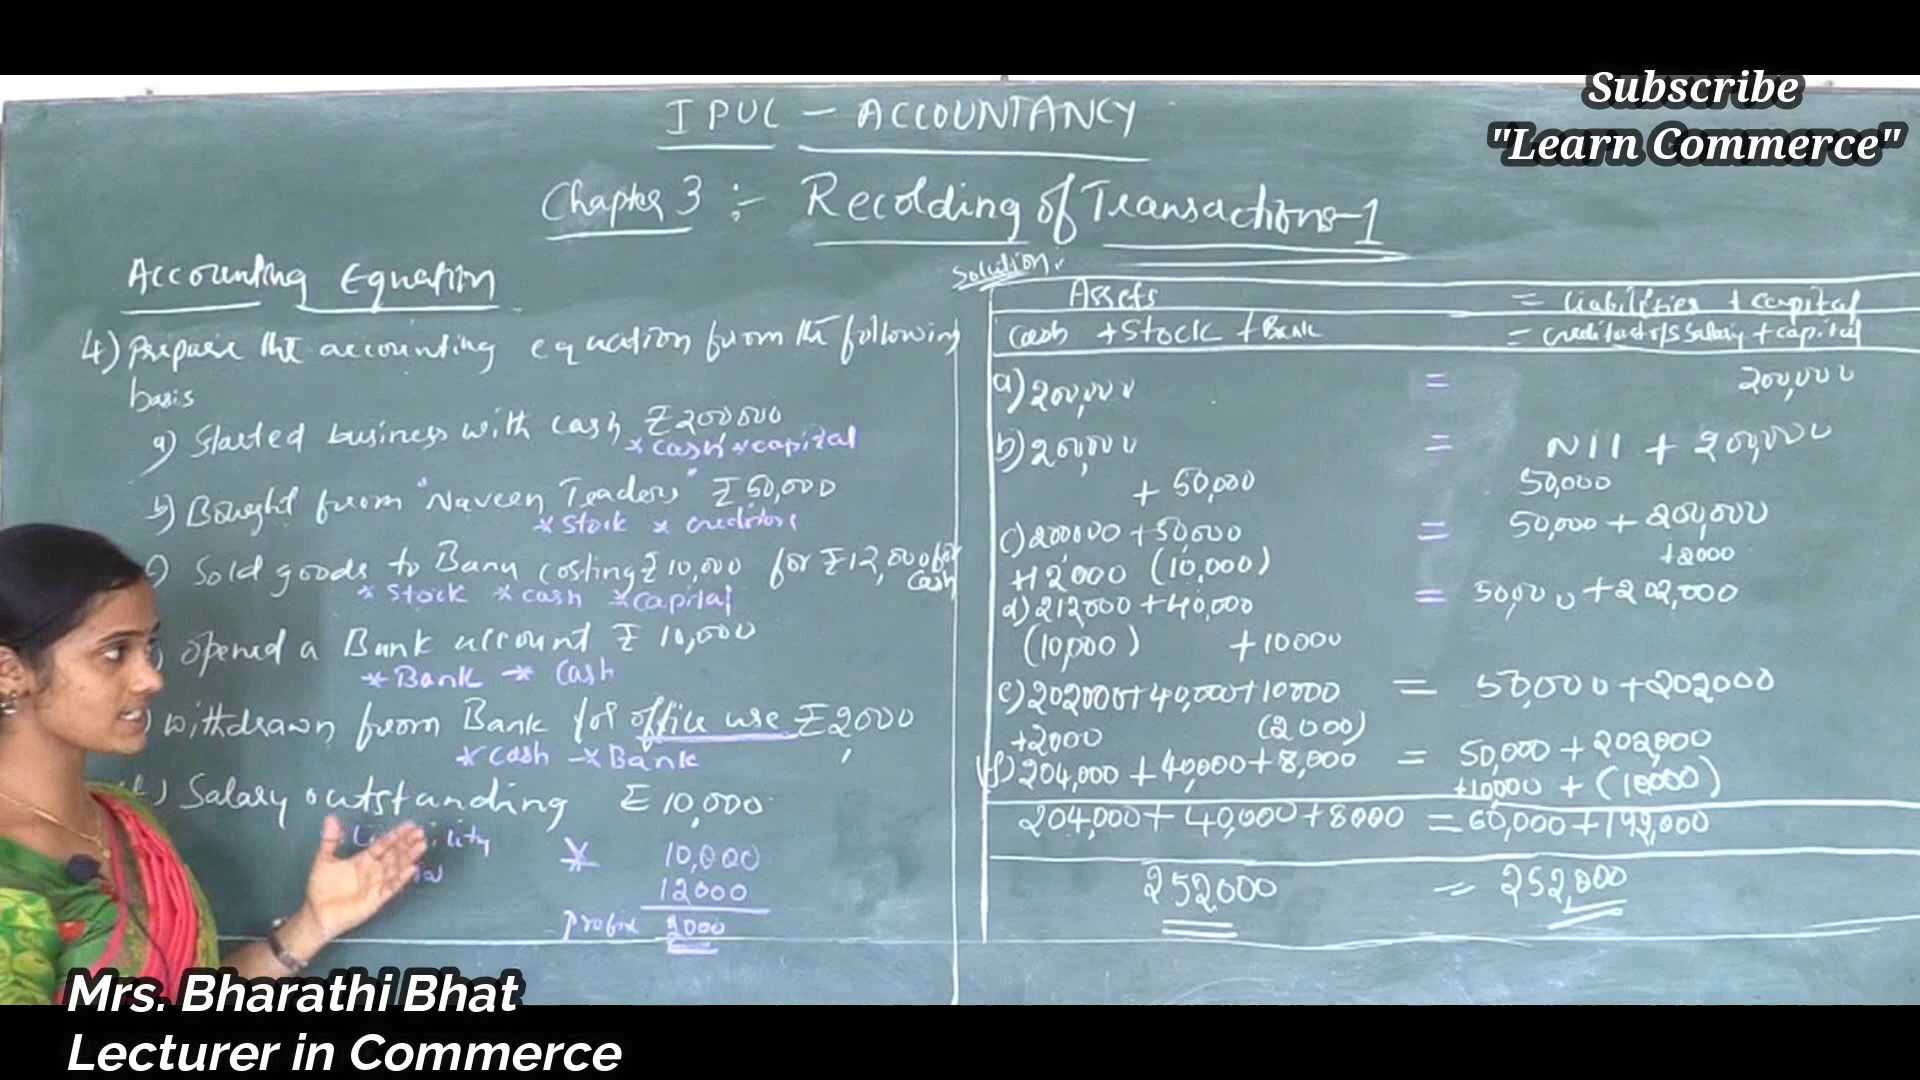 Subscribe
"Learn Commerce"
I PUC - ACCOUNTANCY
Chapter 3 :- Recording of Transactions-1
Accounting Equation
4) Prepare the accounting equation from the following
basis
a) Started business with cash ₹200000
* cash * capital
b) Bought from "Naveen Traders" ₹50,000
* Stock * creditors
c) Sold goods to Banu costing ₹10,000 for ₹12,000 for
cash
* Stock * cash * capital
) opened a Bank account ₹ 10,000
* Bank * Cash
) withdrawn from Bank for office use ₹2000
* cash * Bank
) Salary outstanding ₹ 10,000
* 10,000
12000
Profit 2000
Solution:
Assets = liabilities + capital
cash + Stock + Bank = creditors + o/s salary + capital
a) 200,000 = 200,000
b) 200,000 = Nil + 200,000
+ 50,000 50,000
c) 200000 + 50,000 = 50,000 + 200,000
+12000 (10,000) +2000
d) 212000 + 40,000 = 50,000 + 202,000
(10,000) +10000
e) 202000 + 40,000 + 10000 = 50,000 + 202000
+2000 (2000)
(f) 204,000 + 40,000 + 8,000 = 50,000 + 202,000
+10000 + (10000)
204,000 + 40,000 + 8000 = 60,000 + 192,000
252000 = 252,000
Mrs. Bharathi Bhat
Lecturer in Commerce